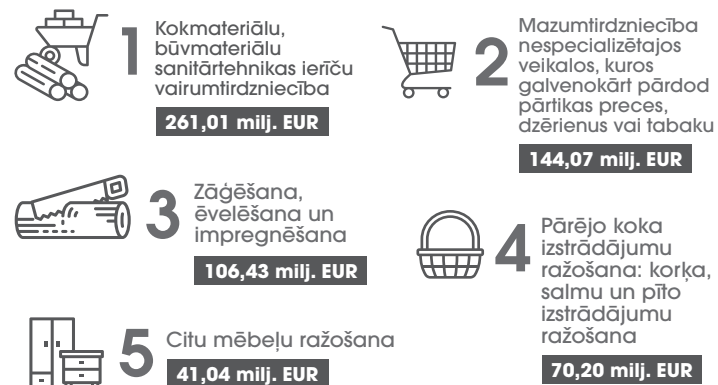 1
Kokmateriālu,
būvmateriālu
sanitārtehnikas ierīču
vairumtirdzniecība
261,01 milj. EUR
2
Mazumtirdzniecība
nespecializētajos
veikalos, kuros
galvenokārt pārdod
pārtikas preces,
dzērienus vai tabaku
144,07 milj. EUR
3
Zāģēšana,
ēvelēšana un
impregnēšana
106,43 milj. EUR
4
Pārējo koka
izstrādājumu
ražošana: korķa,
salmu un pīto
izstrādājumu
ražošana
70,20 milj. EUR
5
Citu mēbeļu ražošana
41,04 milj. EUR